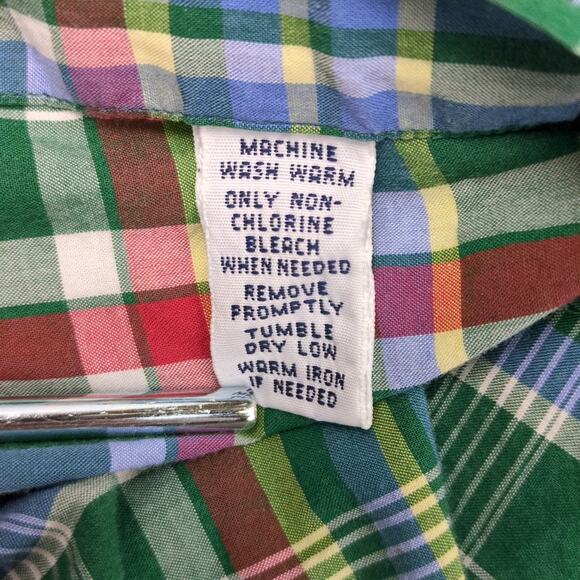 MACHINE
WASH WARM
ONLY NON-
CHLORINE
BLEACH
WHEN NEEDED
REMOVE
PROMPTLY
TUMBLE
DRY LOW
WARM IRON
IF NEEDED